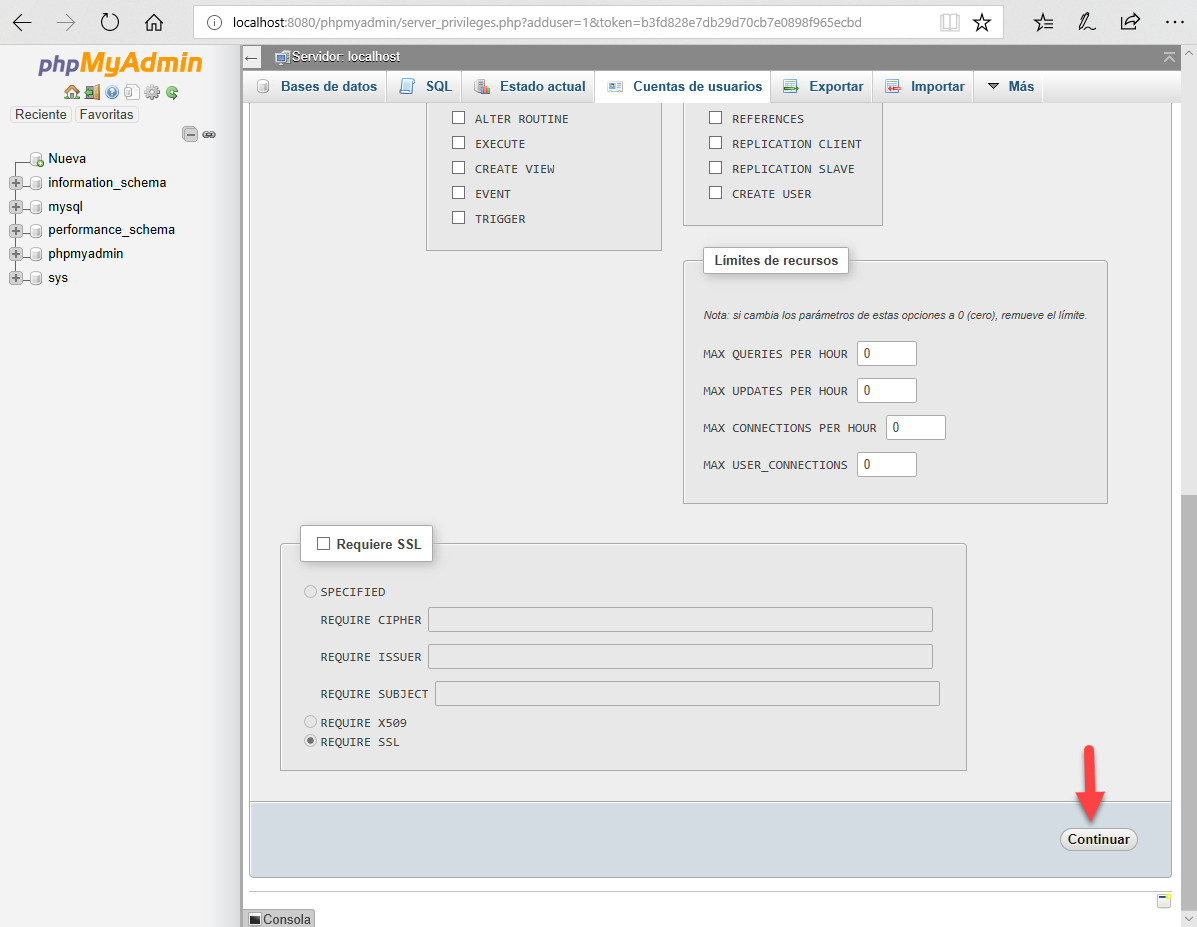 localhost:8080/phpmyadmin/server_privileges.php?adduser=1&token=b3fd828e7db29d70cb7e0898f965ecbd
phpMyAdmin
Reciente Favoritas
Nueva
information_schema
mysql
performance_schema
phpmyadmin
sys
Servidor: localhost
Bases de datos SQL Estado actual Cuentas de usuarios Exportar Importar Más
ALTER ROUTINE
EXECUTE
CREATE VIEW
EVENT
TRIGGER
REFERENCES
REPLICATION CLIENT
REPLICATION SLAVE
CREATE USER
Límites de recursos
Nota: si cambia los parámetros de estas opciones a 0 (cero), remueve el límite.
MAX QUERIES PER HOUR 0
MAX UPDATES PER HOUR 0
MAX CONNECTIONS PER HOUR 0
MAX USER_CONNECTIONS 0
Requiere SSL
SPECIFIED
REQUIRE CIPHER
REQUIRE ISSUER
REQUIRE SUBJECT
REQUIRE X509
REQUIRE SSL
Continuar
Consola